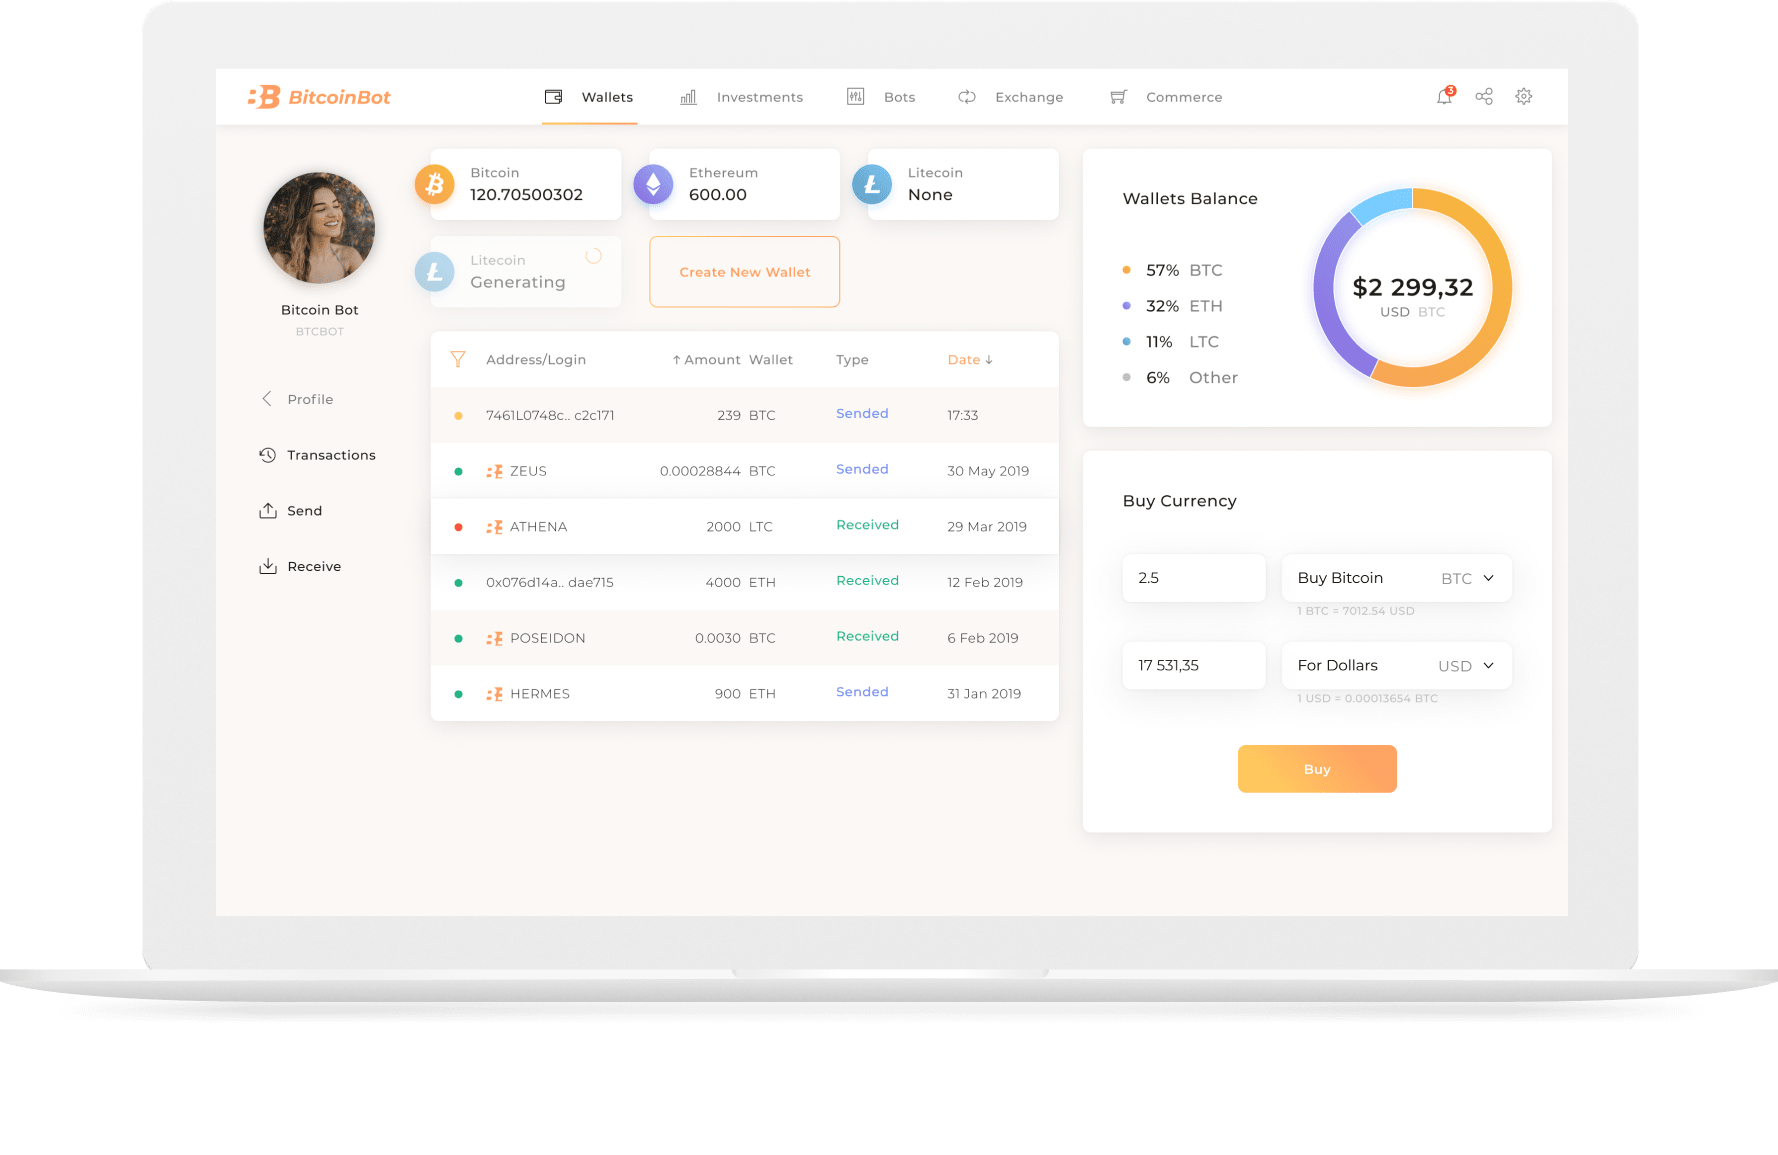 BitcoinBot
Wallets
Investments
Bots
Exchange
Commerce
3
Bitcoin Bot
BTCBOT
Profile
Transactions
Send
Receive
Bitcoin
120.70500302
Ethereum
600.00
Litecoin
None
Litecoin
Generating
Create New Wallet
Address/Login ↑ Amount Wallet Type Date ↓
7461L0748c.. c2c171 239 BTC Sended 17:33
ZEUS 0.00028844 BTC Sended 30 May 2019
ATHENA 2000 LTC Received 29 Mar 2019
0x076d14a.. dae715 4000 ETH Received 12 Feb 2019
POSEIDON 0.0030 BTC Received 6 Feb 2019
HERMES 900 ETH Sended 31 Jan 2019
Wallets Balance
57% BTC
32% ETH
11% LTC
6% Other
$2 299,32
USD BTC
Buy Currency
2.5
Buy Bitcoin BTC
1 BTC = 7012.54 USD
17 531,35
For Dollars USD
1 USD = 0.00013654 BTC
Buy